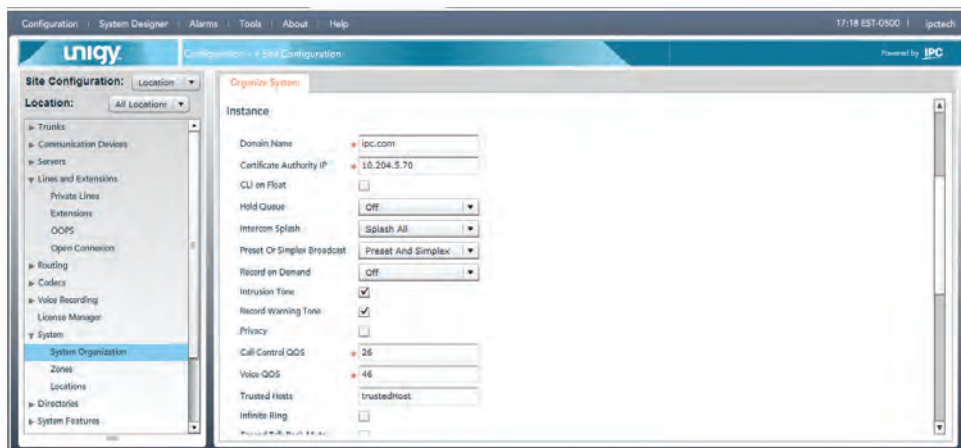 Configuration System Designer Alarms Tools About Help 17:18 EST-0500 ipctech
unigy Configuration » Site Configuration Powered by IPC
Site Configuration: Location
Location: All Locations
Trunks
Communication Devices
Servers
Lines and Extensions
Private Lines
Extensions
OOPS
Open Connexion
Routing
Codecs
Voice Recording
License Manager
System
System Organization
Zones
Locations
Directories
System Features
Organize System
Instance
Domain Name * ipc.com
Certificate Authority IP * 10.204.5.70
CLI on Float
Hold Queue Off
Intercom Splash Splash All
Preset Or Simplex Broadcast Preset And Simplex
Record on Demand Off
Intrusion Tone
Record Warning Tone
Privacy
Call Control QOS * 26
Voice QOS * 46
Trusted Hosts trustedHost
Infinite Ring